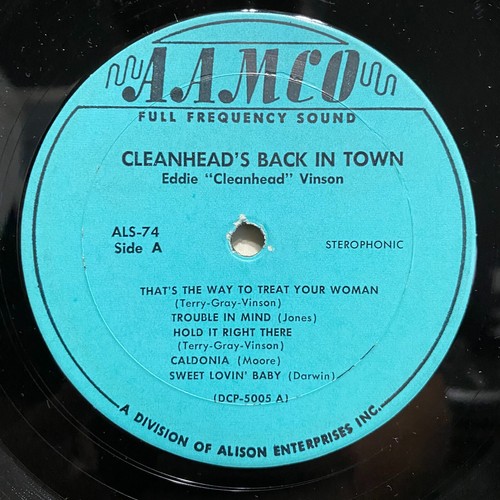 AAMCO
FULL FREQUENCY SOUND
CLEANHEAD'S BACK IN TOWN
Eddie "Cleanhead" Vinson
ALS-74
Side A
STEROPHONIC
THAT'S THE WAY TO TREAT YOUR WOMAN
(Terry-Gray-Vinson)
TROUBLE IN MIND (Jones)
HOLD IT RIGHT THERE
(Terry-Gray-Vinson)
CALDONIA (Moore)
SWEET LOVIN' BABY (Darwin)
(DCP-5005 A)
A DIVISION OF ALISON ENTERPRISES INC.